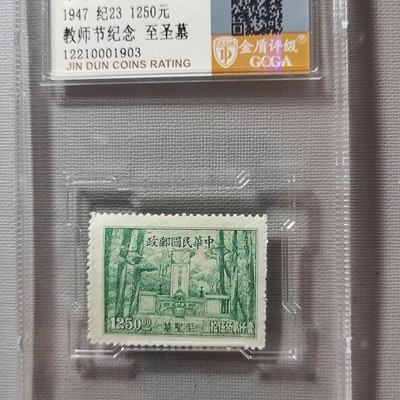 1947 纪23 1250元
教师节纪念 至圣墓
12210001903
JIN DUN COINS RATING
金盾评级
GCGA
政郵國民華中
1250.00
墓聖至
拾伍佰貳仟壹